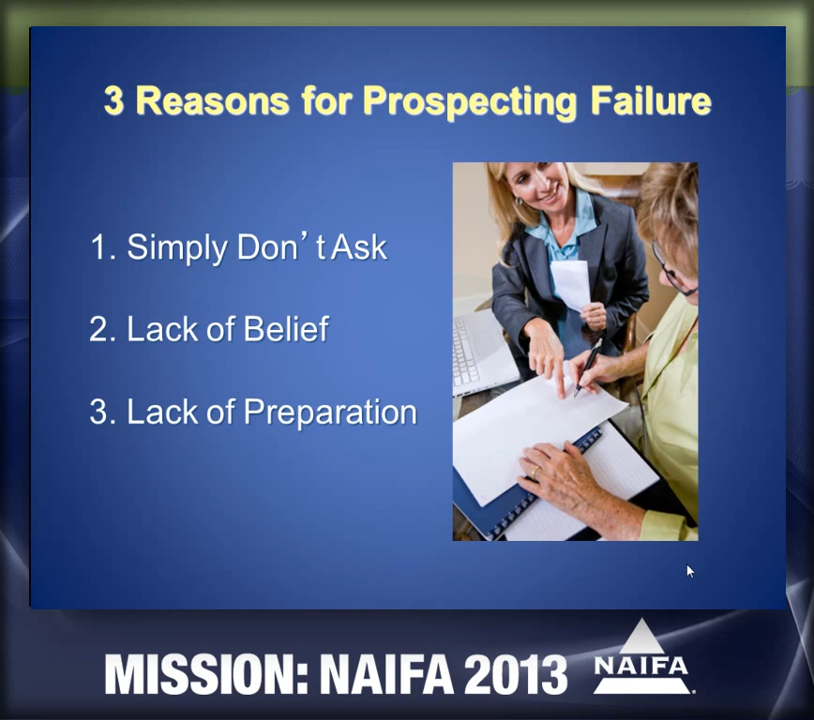 3 Reasons for Prospecting Failure
1. Simply Don’t Ask
2. Lack of Belief
3. Lack of Preparation
MISSION: NAIFA 2013
NAIFA